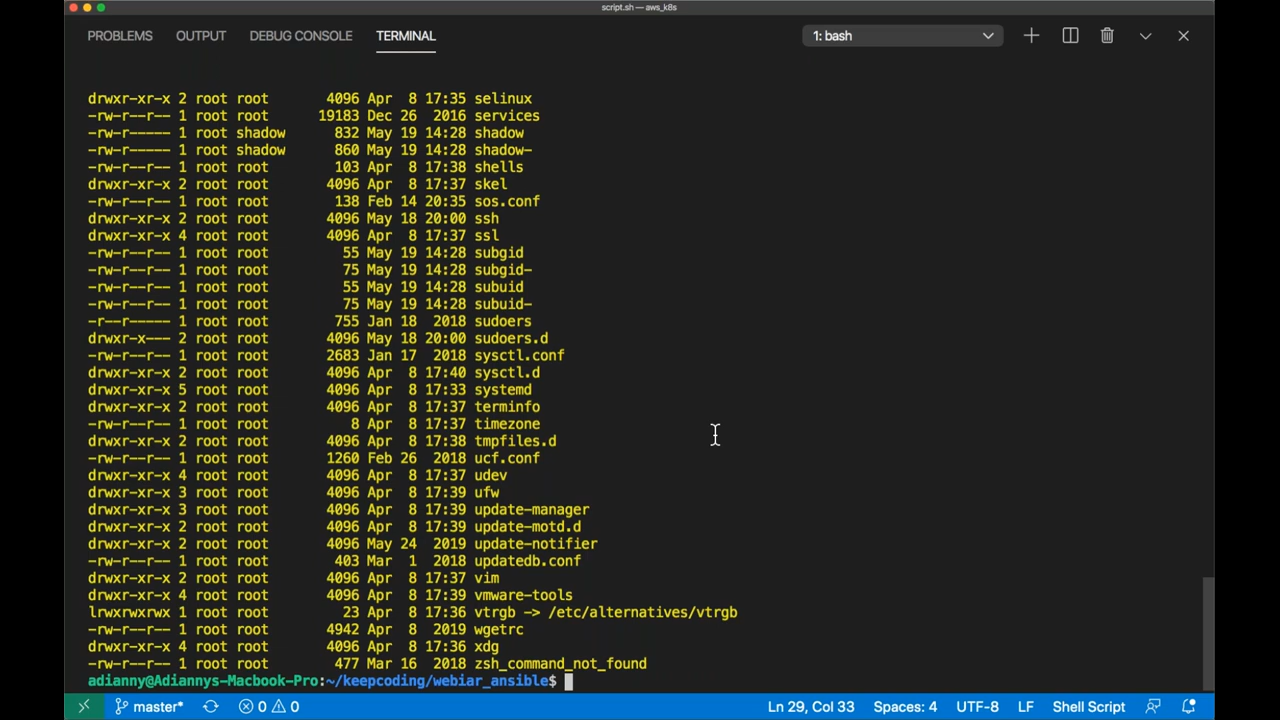 script.sh — aws_k8s
PROBLEMS OUTPUT DEBUG CONSOLE TERMINAL 1: bash
drwxr-xr-x 2 root root 4096 Apr 8 17:35 selinux
-rw-r--r-- 1 root root 19183 Dec 26 2016 services
-rw-r----- 1 root shadow 832 May 19 14:28 shadow
-rw-r----- 1 root shadow 860 May 19 14:28 shadow-
-rw-r--r-- 1 root root 103 Apr 8 17:38 shells
drwxr-xr-x 2 root root 4096 Apr 8 17:37 skel
-rw-r--r-- 1 root root 138 Feb 14 20:35 sos.conf
drwxr-xr-x 2 root root 4096 May 18 20:00 ssh
drwxr-xr-x 4 root root 4096 Apr 8 17:37 ssl
-rw-r--r-- 1 root root 55 May 19 14:28 subgid
-rw-r--r-- 1 root root 75 May 19 14:28 subgid-
-rw-r--r-- 1 root root 55 May 19 14:28 subuid
-rw-r--r-- 1 root root 75 May 19 14:28 subuid-
-r--r----- 1 root root 755 Jan 18 2018 sudoers
drwxr-x--- 2 root root 4096 May 18 20:00 sudoers.d
-rw-r--r-- 1 root root 2683 Jan 17 2018 sysctl.conf
drwxr-xr-x 2 root root 4096 Apr 8 17:40 sysctl.d
drwxr-xr-x 5 root root 4096 Apr 8 17:33 systemd
drwxr-xr-x 2 root root 4096 Apr 8 17:37 terminfo
-rw-r--r-- 1 root root 8 Apr 8 17:37 timezone
drwxr-xr-x 2 root root 4096 Apr 8 17:38 tmpfiles.d
-rw-r--r-- 1 root root 1260 Feb 26 2018 ucf.conf
drwxr-xr-x 4 root root 4096 Apr 8 17:37 udev
drwxr-xr-x 3 root root 4096 Apr 8 17:39 ufw
drwxr-xr-x 3 root root 4096 Apr 8 17:39 update-manager
drwxr-xr-x 2 root root 4096 Apr 8 17:39 update-motd.d
drwxr-xr-x 2 root root 4096 May 24 2019 update-notifier
-rw-r--r-- 1 root root 403 Mar 1 2018 updatedb.conf
drwxr-xr-x 2 root root 4096 Apr 8 17:37 vim
drwxr-xr-x 4 root root 4096 Apr 8 17:39 vmware-tools
lrwxrwxrwx 1 root root 23 Apr 8 17:36 vtrgb -> /etc/alternatives/vtrgb
-rw-r--r-- 1 root root 4942 Apr 8 2019 wgetrc
drwxr-xr-x 4 root root 4096 Apr 8 17:36 xdg
-rw-r--r-- 1 root root 477 Mar 16 2018 zsh_command_not_found
adianny@Adiannys-Macbook-Pro:~/keepcoding/webiar_ansible$
master* 0 0 Ln 29, Col 33 Spaces: 4 UTF-8 LF Shell Script